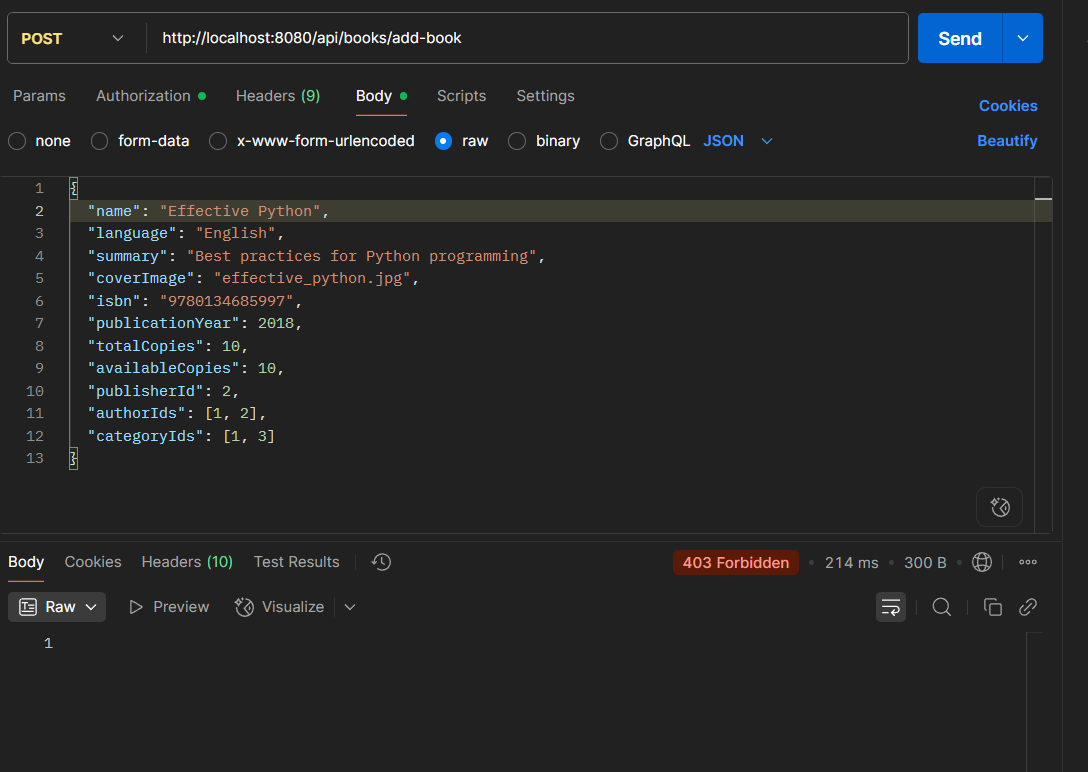 POST http://localhost:8080/api/books/add-book Send
Params Authorization Headers (9) Body Scripts Settings Cookies
none form-data x-www-form-urlencoded raw binary GraphQL JSON Beautify
1 {
2 "name": "Effective Python",
3 "language": "English",
4 "summary": "Best practices for Python programming",
5 "coverImage": "effective_python.jpg",
6 "isbn": "9780134685997",
7 "publicationYear": 2018,
8 "totalCopies": 10,
9 "availableCopies": 10,
10 "publisherId": 2,
11 "authorIds": [1, 2],
12 "categoryIds": [1, 3]
13 }
Body Cookies Headers (10) Test Results 403 Forbidden • 214 ms • 300 B •
Raw Preview Visualize
1